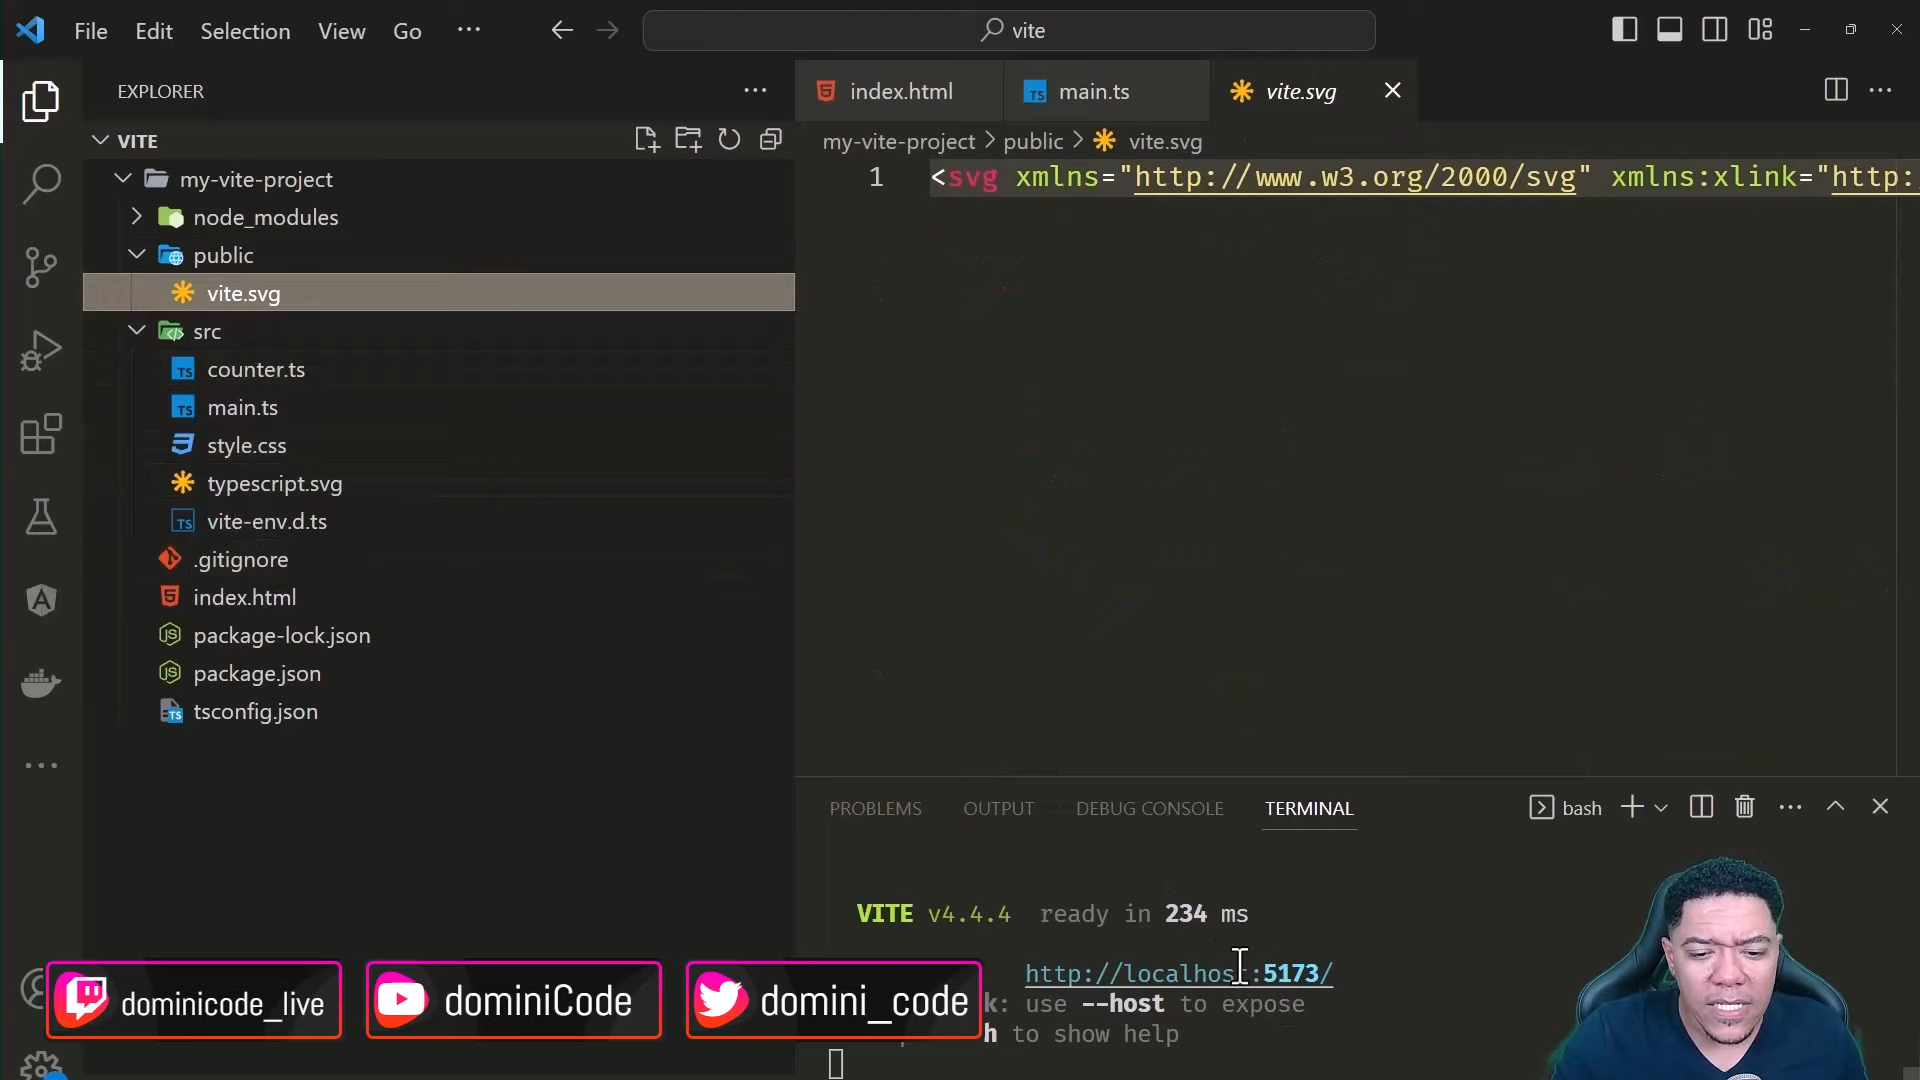 File Edit Selection View Go ···
vite
EXPLORER
VITE
my-vite-project
node_modules
public
vite.svg
src
counter.ts
main.ts
style.css
typescript.svg
vite-env.d.ts
.gitignore
index.html
package-lock.json
package.json
tsconfig.json
index.html
main.ts
vite.svg
my-vite-project > public > vite.svg
1 <svg xmlns="http://www.w3.org/2000/svg" xmlns:xlink="http:
PROBLEMS OUTPUT DEBUG CONSOLE TERMINAL
bash
VITE v4.4.4 ready in 234 ms
http://localhost:5173/
k: use --host to expose
h to show help
dominicode_live
dominiCode
domini_code